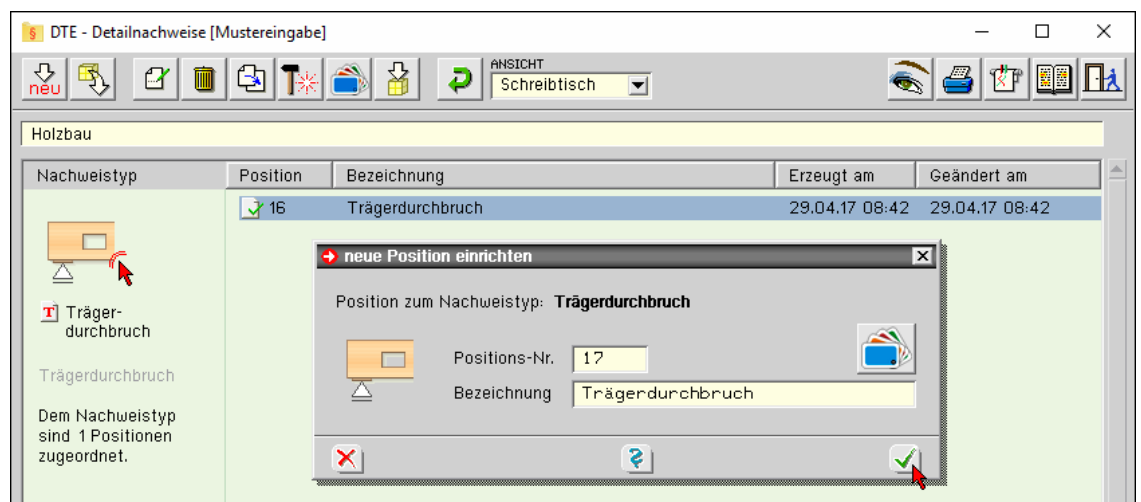 § DTE - Detailnachweise [Mustereingabe]
neu
ANSICHT
Schreibtisch
Holzbau
Nachweistyp Position Bezeichnung Erzeugt am Geändert am
16 Trägerdurchbruch 29.04.17 08:42 29.04.17 08:42
T Träger-
durchbruch
Trägerdurchbruch
Dem Nachweistyp
sind 1 Positionen
zugeordnet.
neue Position einrichten
Position zum Nachweistyp: Trägerdurchbruch
Positions-Nr. 17
Bezeichnung Trägerdurchbruch